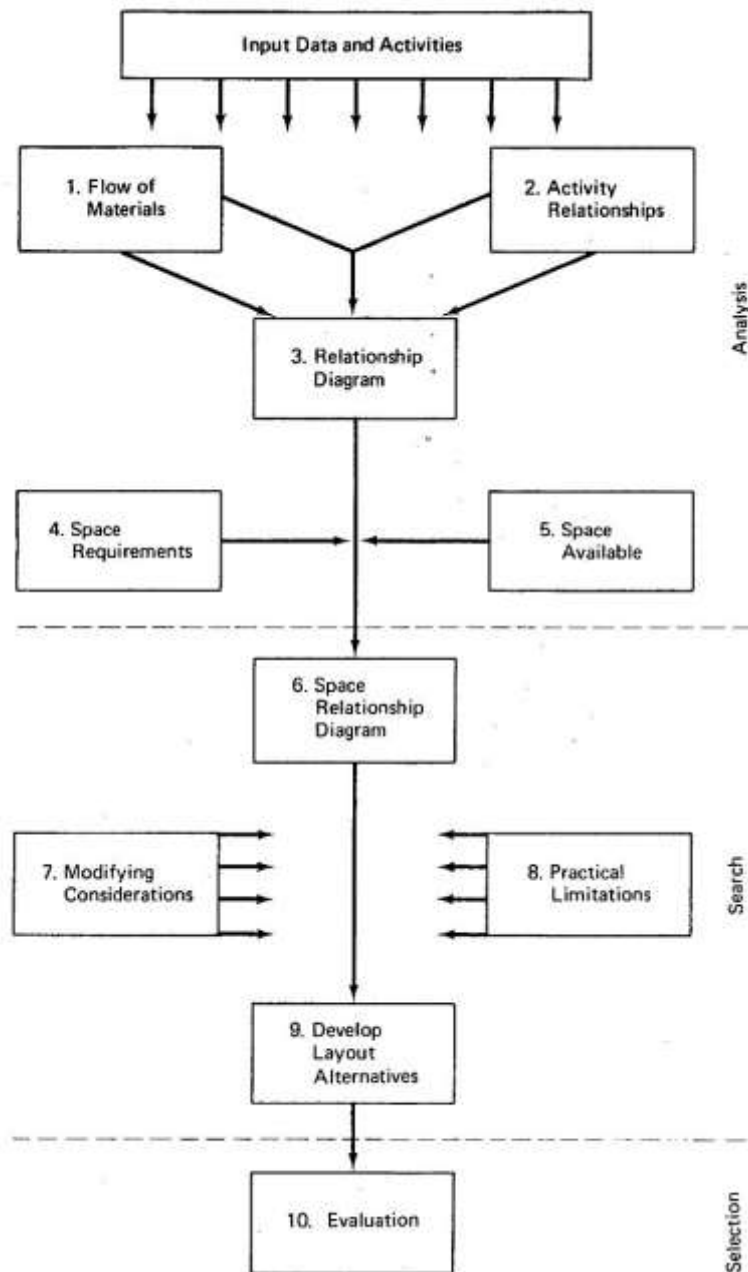 Input Data and Activities
1. Flow of
Materials
2. Activity
Relationships
3. Relationship
Diagram
Analysis
4. Space
Requirements
5. Space
Available
6. Space
Relationship
Diagram
7. Modifying
Considerations
8. Practical
Limitations
Search
9. Develop
Layout
Alternatives
10. Evaluation
Selection